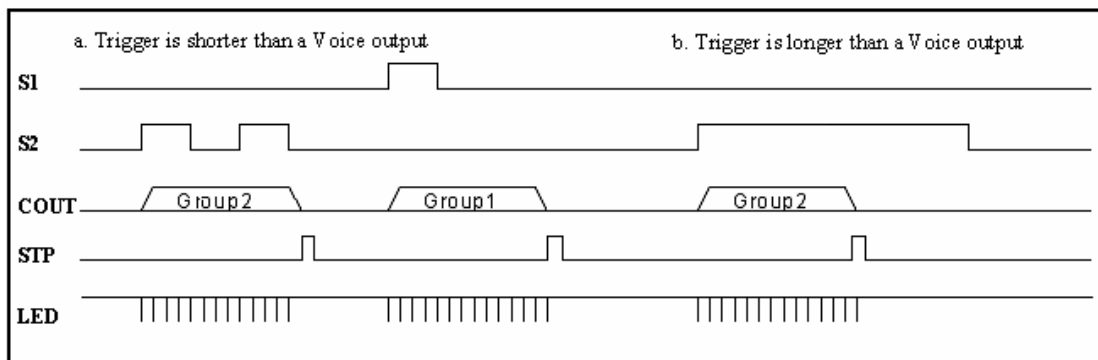 a. Trigger is shorter than a Voice output
b. Trigger is longer than a Voice output
S1
S2
COUT
Group2
Group1
Group2
STP
LED